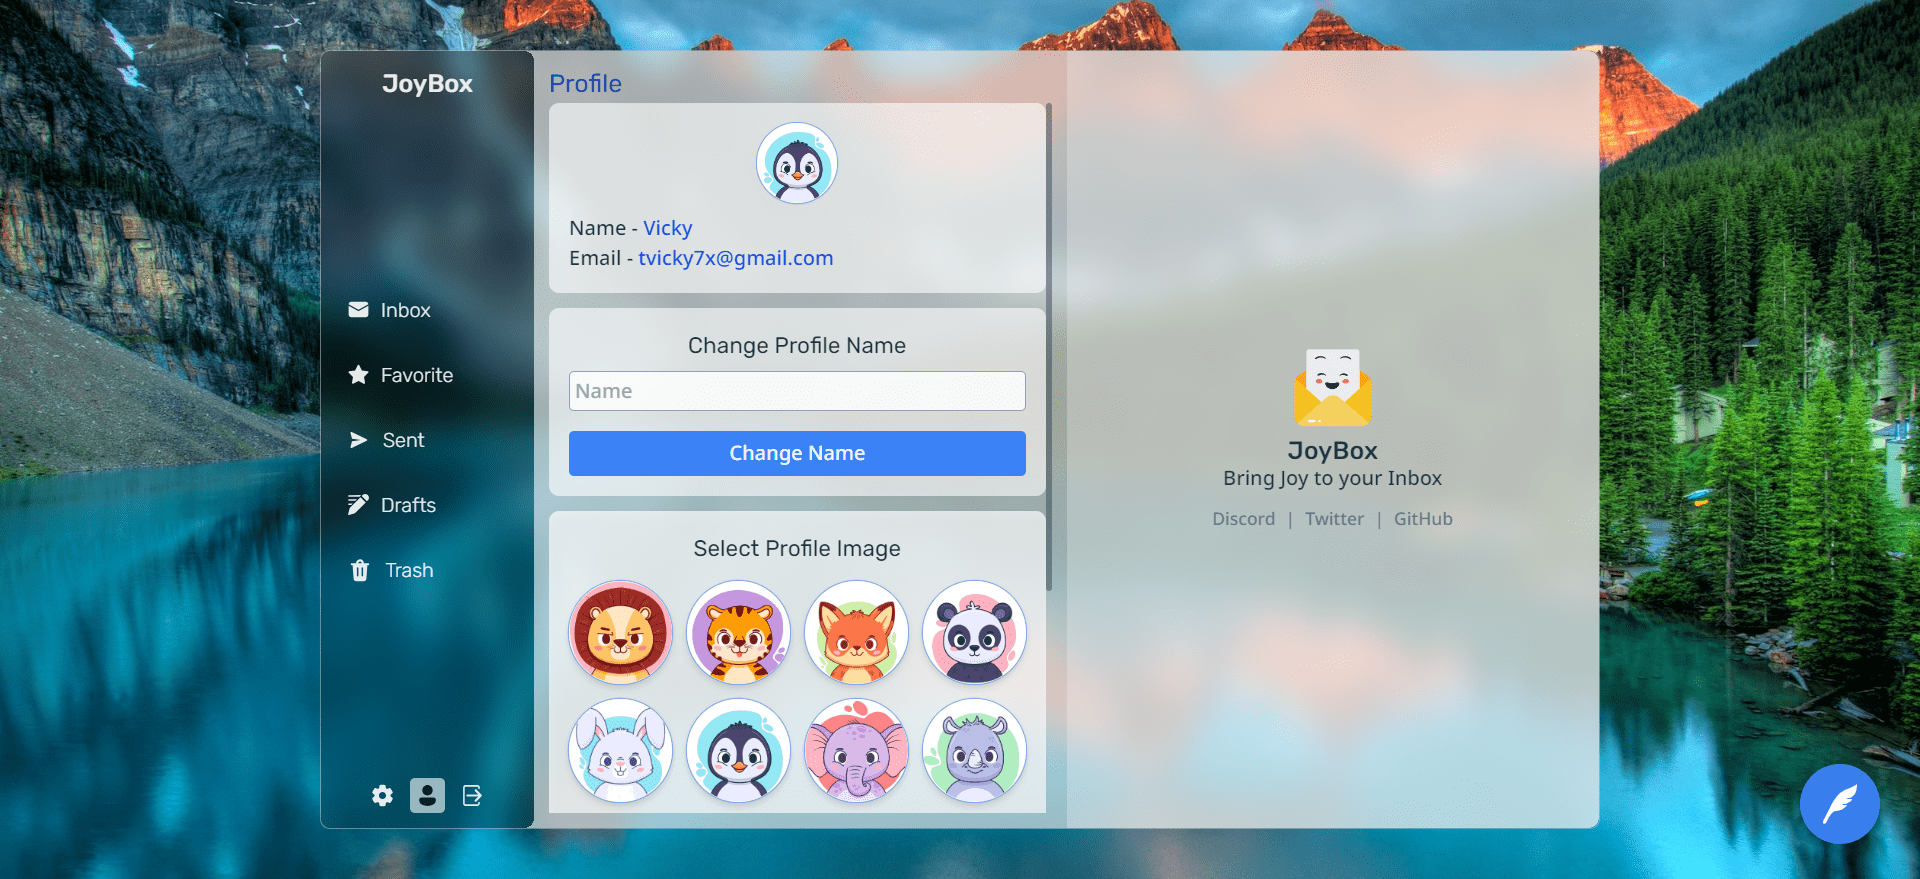 JoyBox
Inbox
Favorite
Sent
Drafts
Trash
Profile
Name - Vicky
Email - tvicky7x@gmail.com
Change Profile Name
Name
Change Name
Select Profile Image
JoyBox
Bring Joy to your Inbox
Discord | Twitter | GitHub